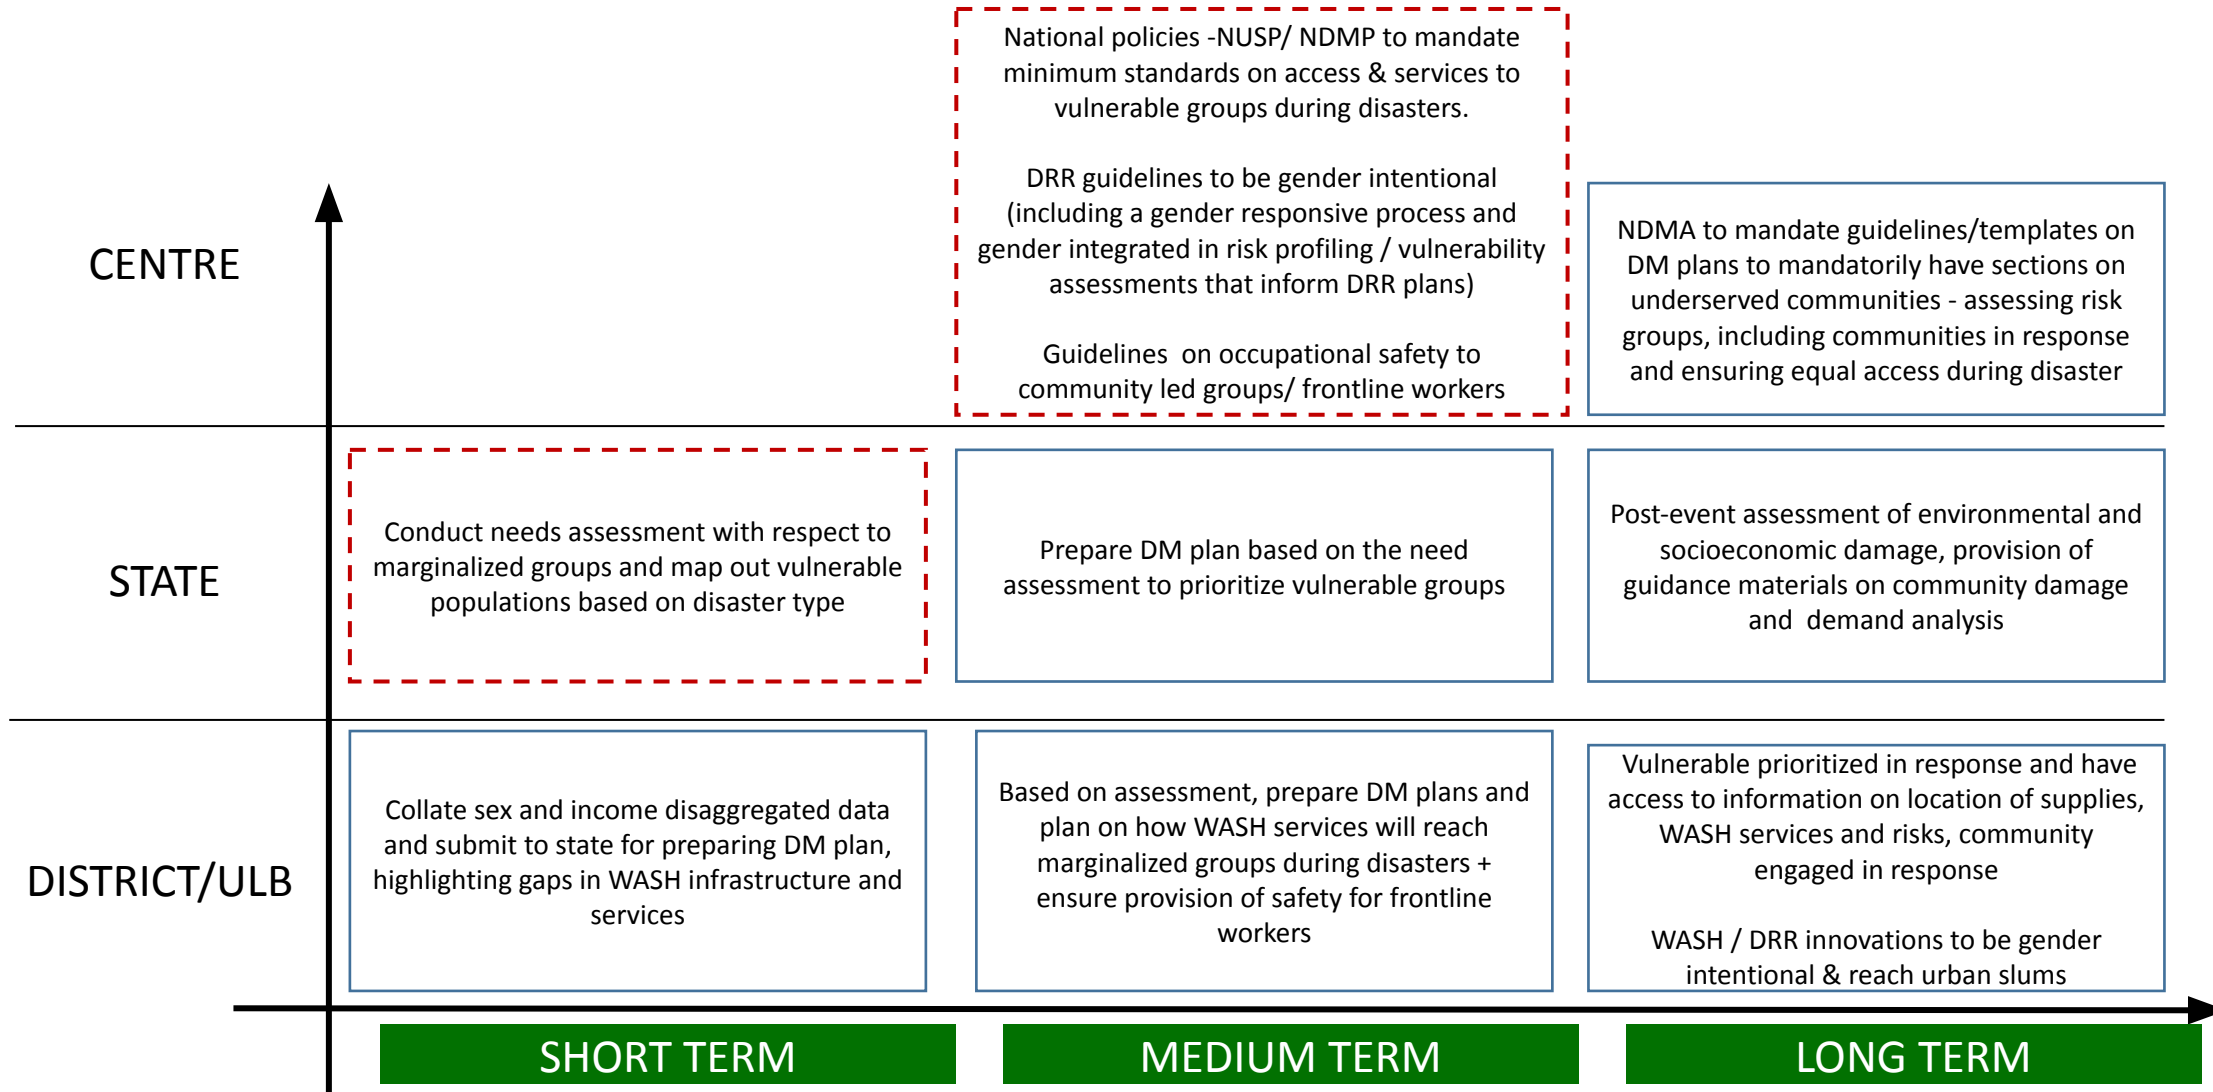 National policies -NUSP/ NDMP to mandate
minimum standards on access & services to
vulnerable groups during disasters.
DRR guidelines to be gender intentional
(including a gender responsive process and
gender integrated in risk profiling / vulnerability
assessments that inform DRR plans)
Guidelines  on occupational safety to
community led groups/ frontline workers
NDMA to mandate guidelines/templates on
DM plans to mandatorily have sections on
underserved communities - assessing risk
groups, including communities in response
and ensuring equal access during disaster
CENTRE
Conduct needs assessment with respect to
marginalized groups and map out vulnerable
populations based on disaster type
Prepare DM plan based on the need
assessment to prioritize vulnerable groups
Post-event assessment of environmental and
socioeconomic damage, provision of
guidance materials on community damage
and  demand analysis
STATE
Collate sex and income disaggregated data
and submit to state for preparing DM plan,
highlighting gaps in WASH infrastructure and
services
Based on assessment, prepare DM plans and
plan on how WASH services will reach
marginalized groups during disasters +
ensure provision of safety for frontline
workers
Vulnerable prioritized in response and have
access to information on location of supplies,
WASH services and risks, community
engaged in response
WASH / DRR innovations to be gender
intentional & reach urban slums
DISTRICT/ULB
SHORT TERM
MEDIUM TERM
LONG TERM